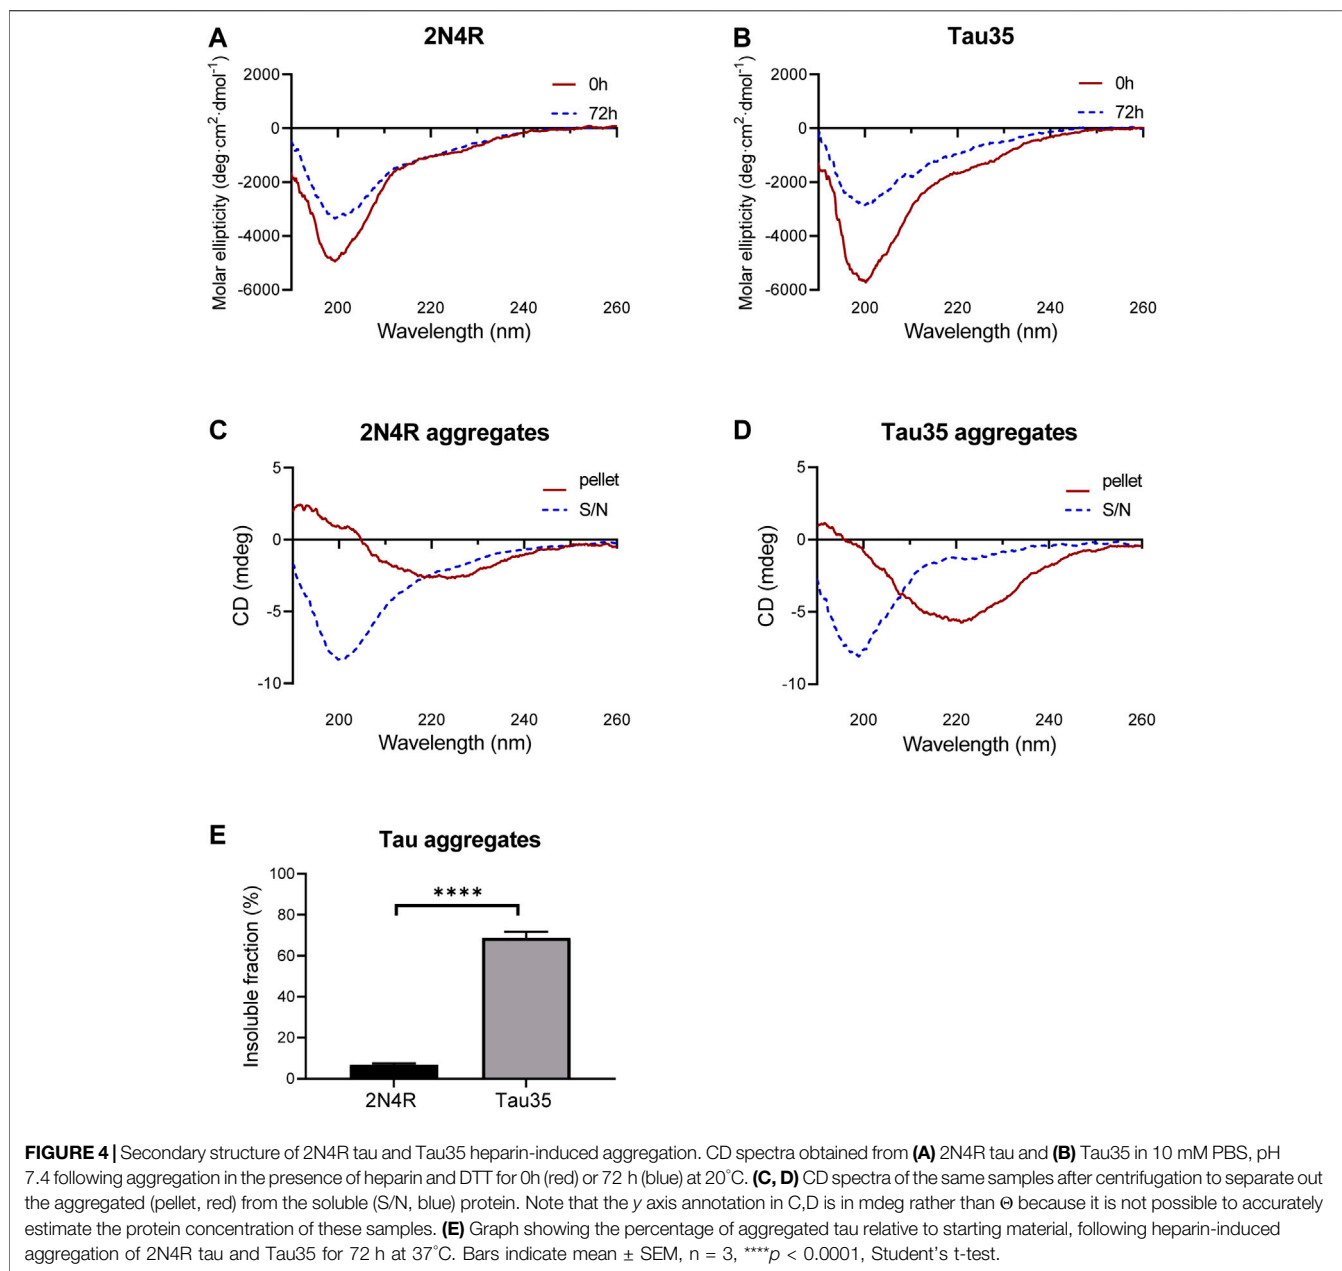 A
2N4R
B
Tau35
Molar ellipticity (deg·cm²·dmol⁻¹)
2000
0
-2000
-4000
-6000
0h
72h
200
220
240
260
Wavelength (nm)
Molar ellipticity (deg·cm²·dmol⁻¹)
2000
0
-2000
-4000
-6000
0h
72h
200
220
240
260
Wavelength (nm)
C
2N4R aggregates
D
Tau35 aggregates
CD (mdeg)
5
0
-5
-10
pellet
S/N
200
220
240
260
Wavelength (nm)
CD (mdeg)
5
0
-5
-10
pellet
S/N
200
220
240
260
Wavelength (nm)
E
Tau aggregates
Insoluble fraction (%)
100
80
60
40
20
0
****
2N4R
Tau35
FIGURE 4 | Secondary structure of 2N4R tau and Tau35 heparin-induced aggregation. CD spectra obtained from (A) 2N4R tau and (B) Tau35 in 10 mM PBS, pH
7.4 following aggregation in the presence of heparin and DTT for 0h (red) or 72 h (blue) at 20°C. (C, D) CD spectra of the same samples after centrifugation to separate out
the aggregated (pellet, red) from the soluble (S/N, blue) protein. Note that the y axis annotation in C,D is in mdeg rather than Θ because it is not possible to accurately
estimate the protein concentration of these samples. (E) Graph showing the percentage of aggregated tau relative to starting material, following heparin-induced
aggregation of 2N4R tau and Tau35 for 72 h at 37°C. Bars indicate mean ± SEM, n = 3, ****p < 0.0001, Student's t-test.